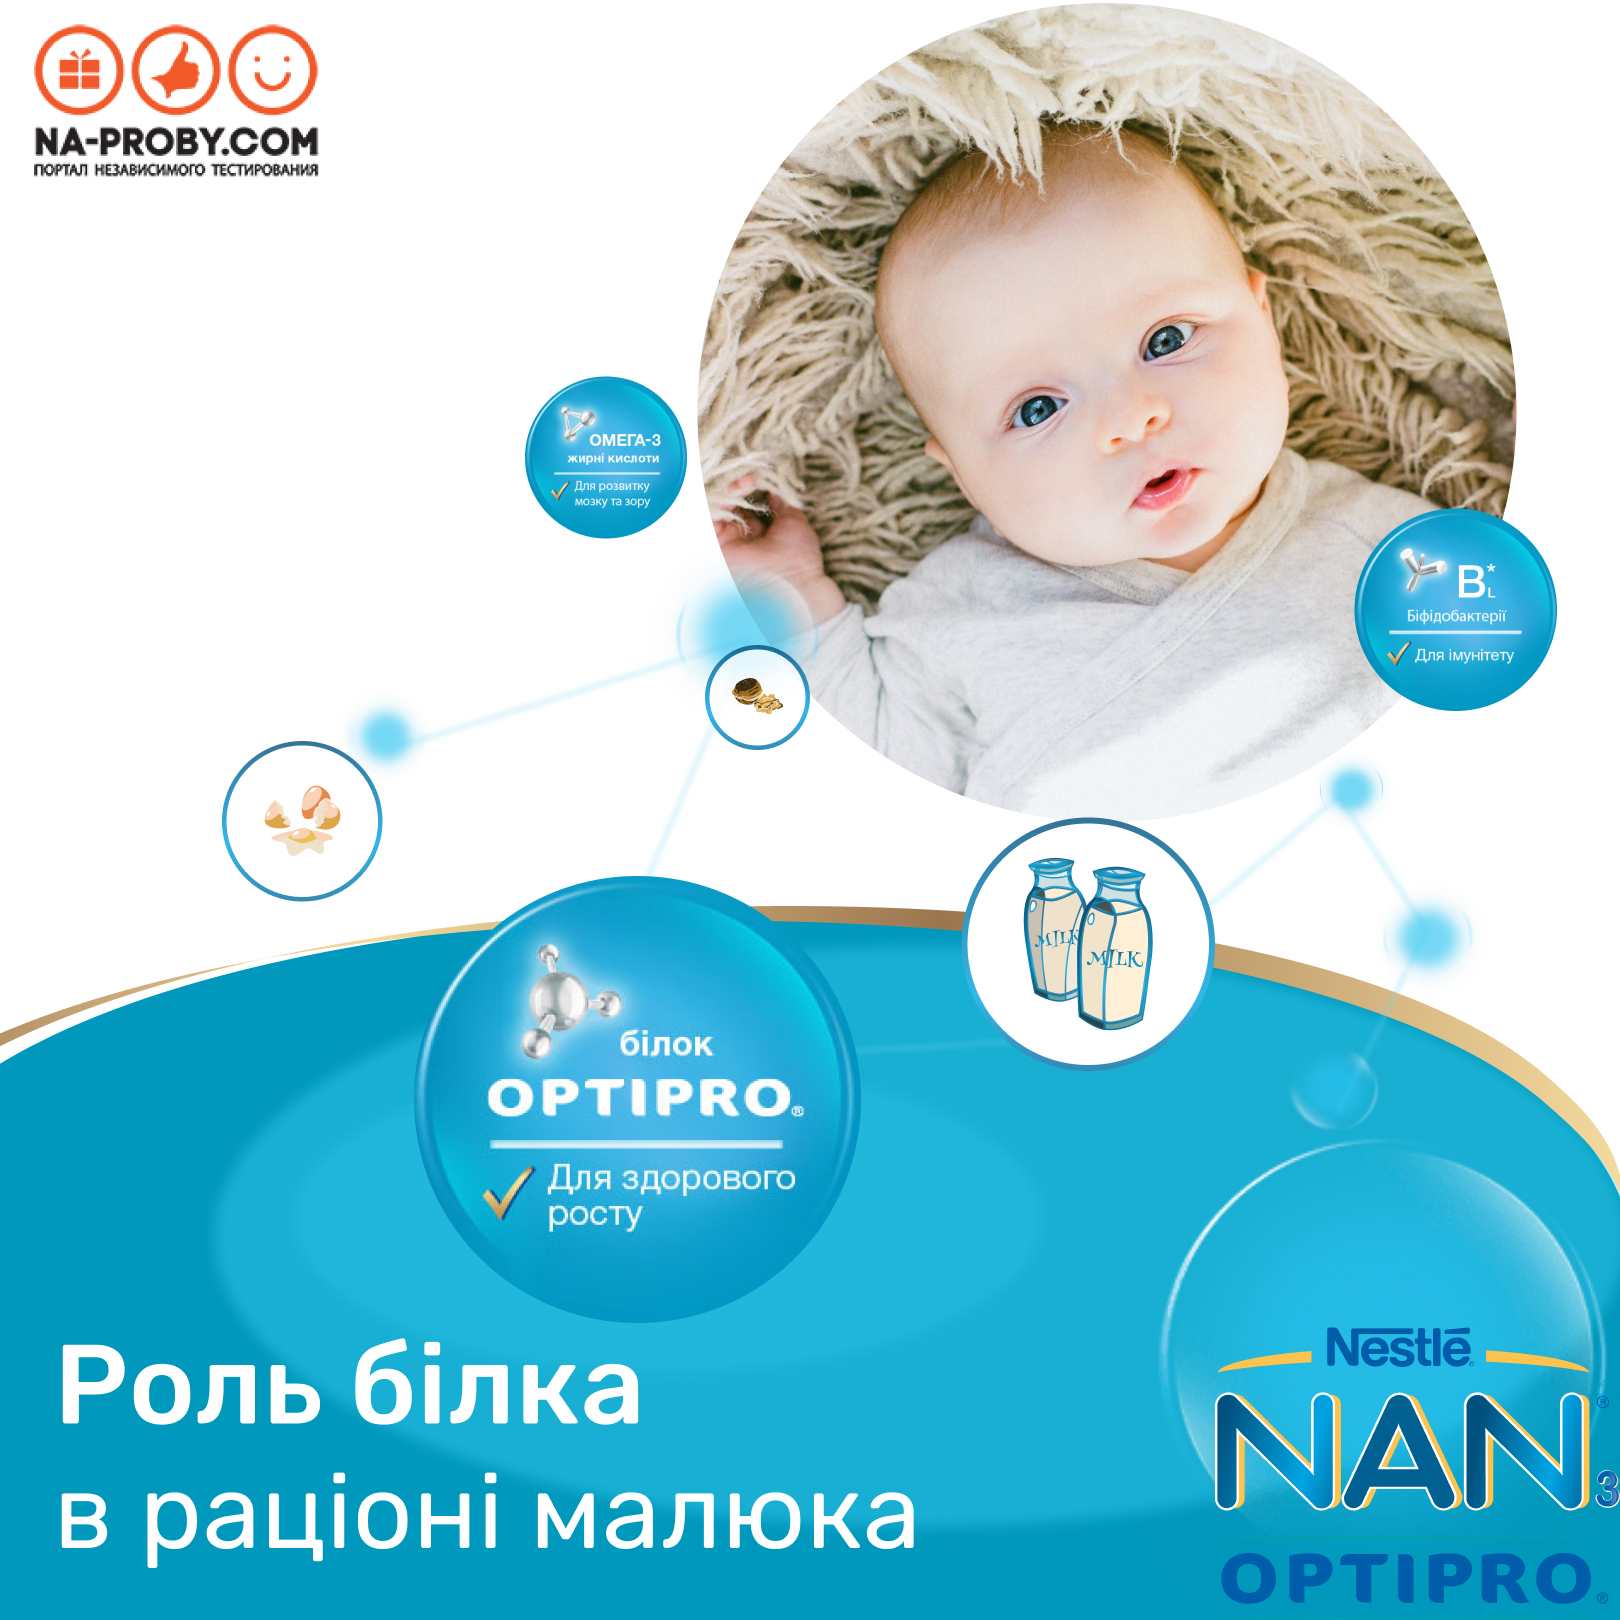 NA-PROBY.COM
ПОРТАЛ НЕЗАВИСИМОГО ТЕСТИРОВАНИЯ
ОМЕГА-3
жирні кислоти
Для розвитку
мозку та зору
B*L
Біфідобактерії
Для імунітету
MILK
MILK
білок
OPTIPRO®
Для здорового
росту
Роль білка
в раціоні малюка
Nestlé
NAN®
3
OPTIPRO®